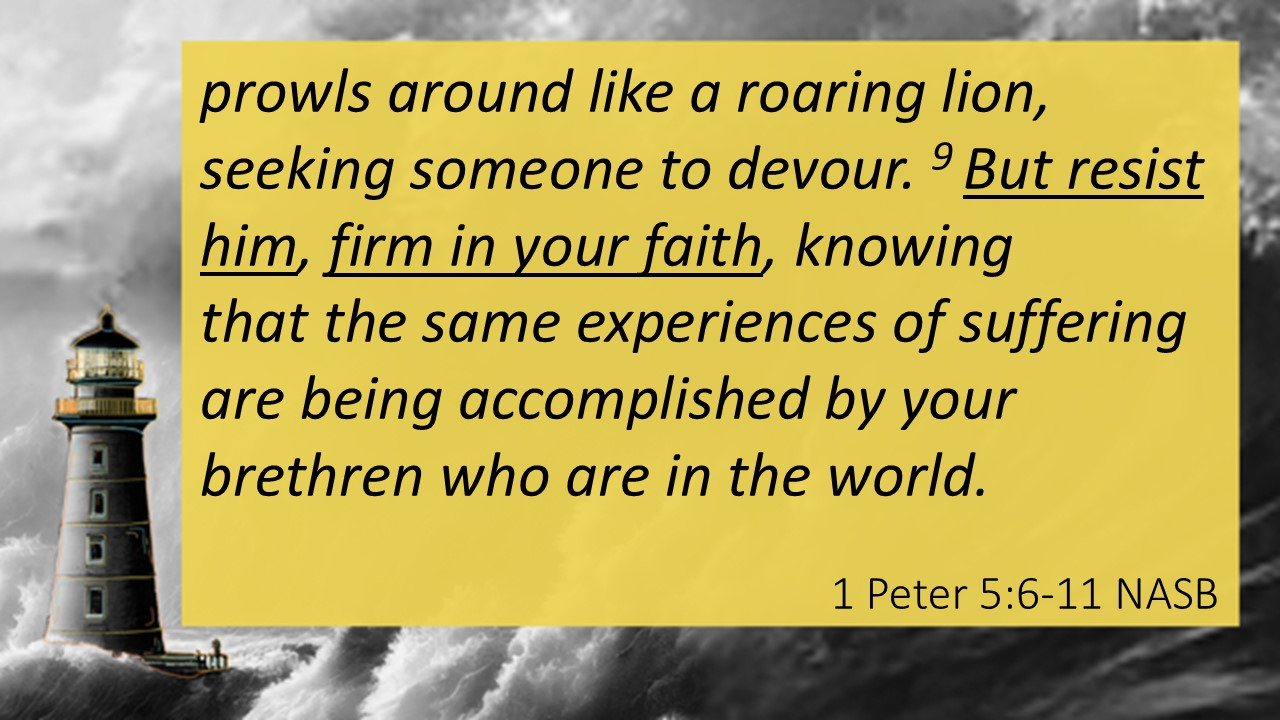 prowls around like a roaring lion,
seeking someone to devour. ⁹ But resist
him, firm in your faith, knowing
that the same experiences of suffering
are being accomplished by your
brethren who are in the world.
1 Peter 5:6-11 NASB